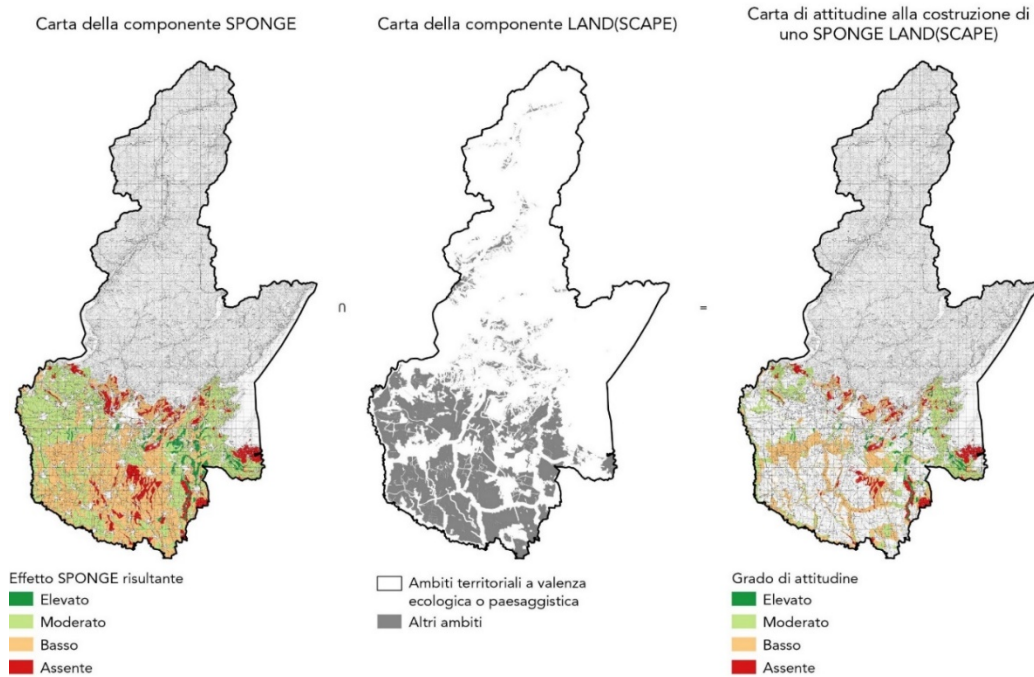 Carta della componente SPONGE
Carta della componente LAND(SCAPE)
Carta di attitudine alla costruzione di
uno SPONGE LAND(SCAPE)
∩
=
Effetto SPONGE risultante
Elevato
Moderato
Basso
Assente
Ambiti territoriali a valenza
ecologica o paesaggistica
Altri ambiti
Grado di attitudine
Elevato
Moderato
Basso
Assente